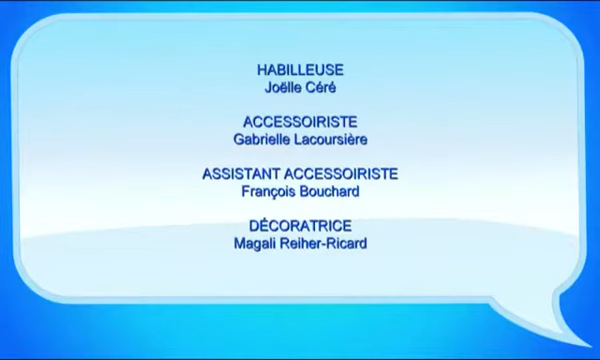 HABILLEUSE
Joëlle Céré
ACCESSOIRISTE
Gabrielle Lacoursière
ASSISTANT ACCESSOIRISTE
François Bouchard
DÉCORATRICE
Magali Reiher-Ricard